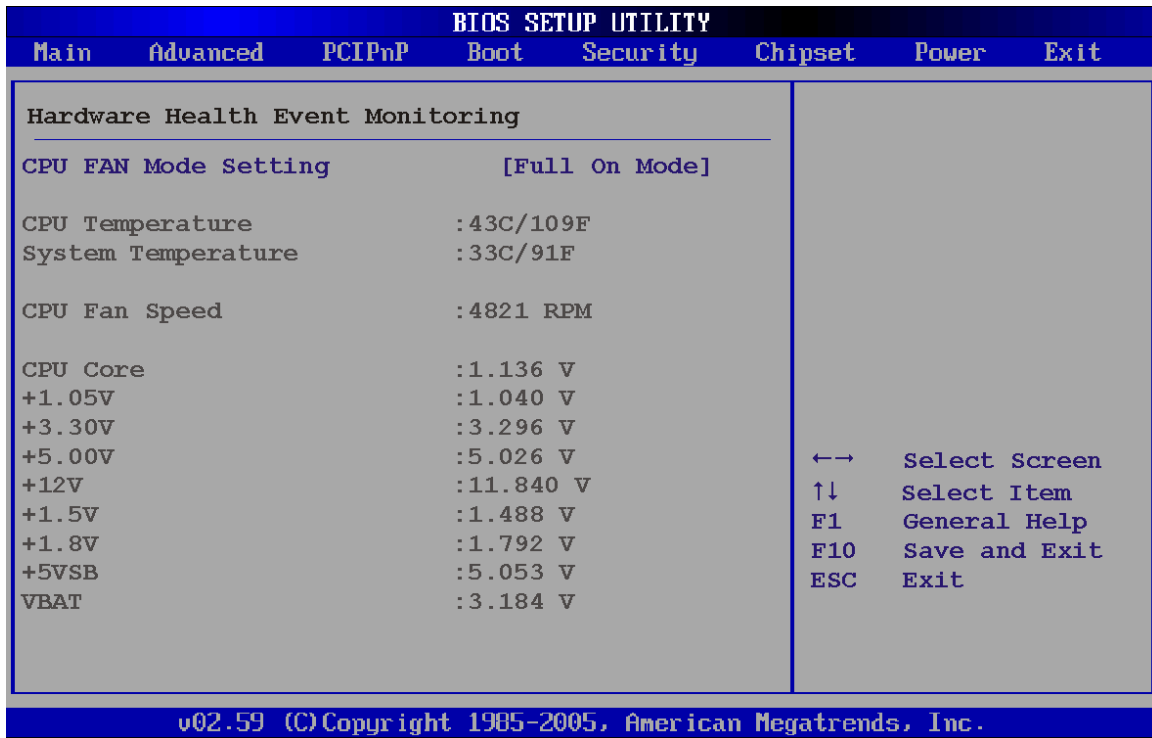 BIOS SETUP UTILITY
Main Advanced PCIPnP Boot Security Chipset Power Exit
Hardware Health Event Monitoring
CPU FAN Mode Setting [Full On Mode]
CPU Temperature :43C/109F
System Temperature :33C/91F
CPU Fan Speed :4821 RPM
CPU Core :1.136 V
+1.05V :1.040 V
+3.30V :3.296 V
+5.00V :5.026 V
+12V :11.840 V
+1.5V :1.488 V
+1.8V :1.792 V
+5VSB :5.053 V
VBAT :3.184 V
←→ Select Screen
↑↓ Select Item
F1 General Help
F10 Save and Exit
ESC Exit
v02.59 (C)Copyright 1985-2005, American Megatrends, Inc.